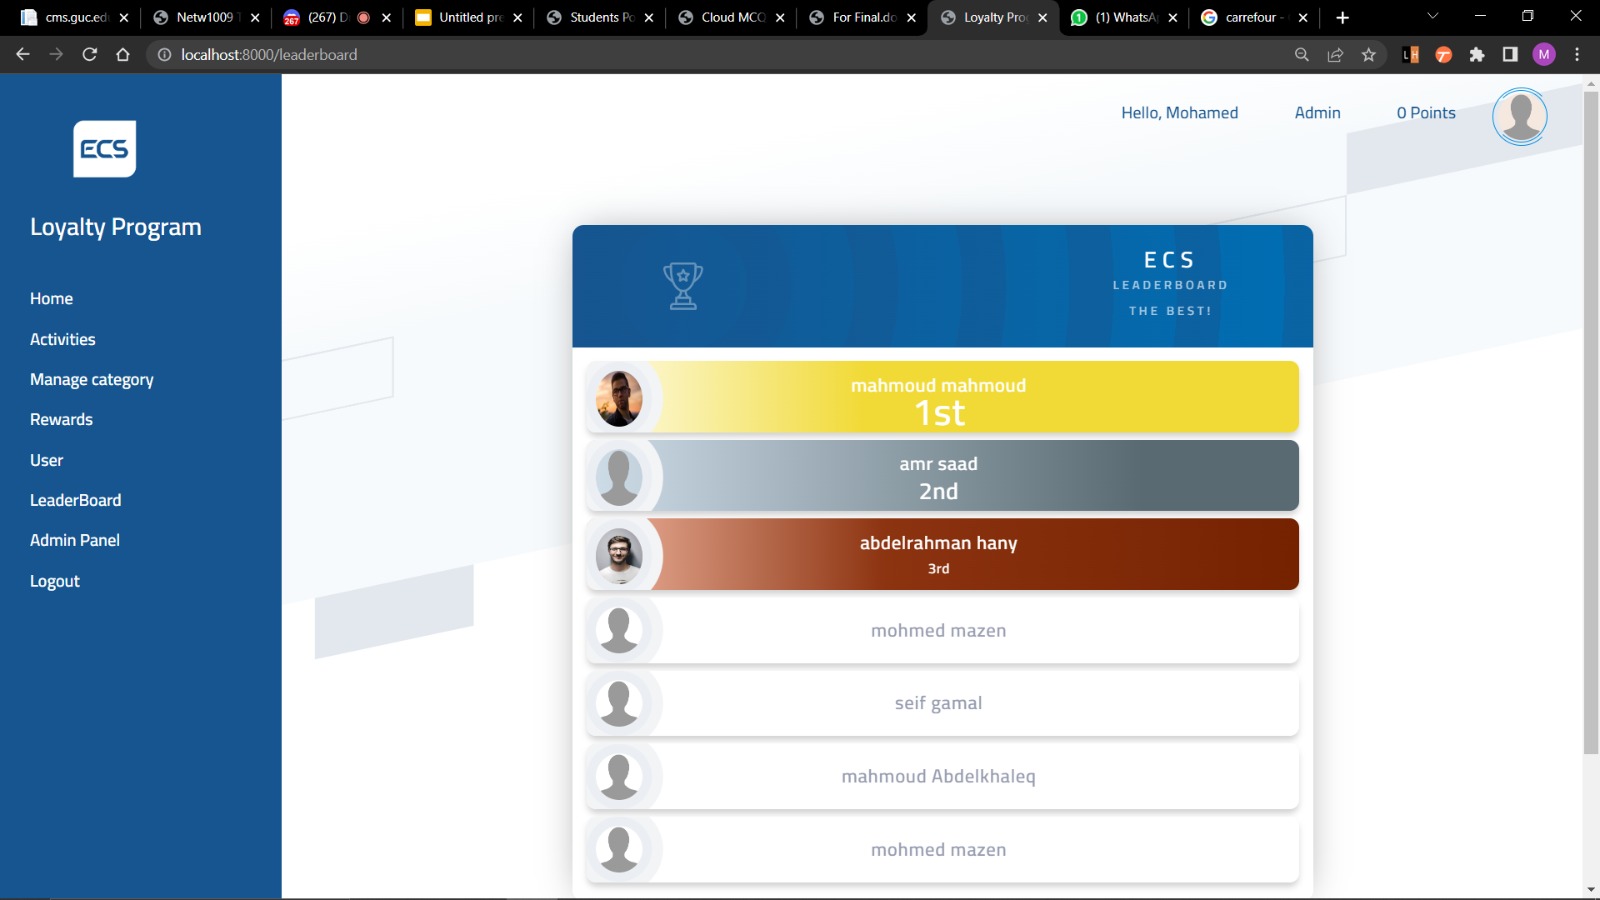 cms.guc.ed
Netw1009 T
267
(267) D
Untitled pre
Students Po
Cloud MCQ
For Final.do
Loyalty Pro
(1) WhatsA
carrefour -
localhost:8000/leaderboard
M
ECS
Loyalty Program
Home
Activities
Manage category
Rewards
User
LeaderBoard
Admin Panel
Logout
Hello, Mohamed
Admin
0 Points
ECS
LEADERBOARD
THE BEST!
mahmoud mahmoud
1st
amr saad
2nd
abdelrahman hany
3rd
mohmed mazen
seif gamal
mahmoud Abdelkhaleq
mohmed mazen